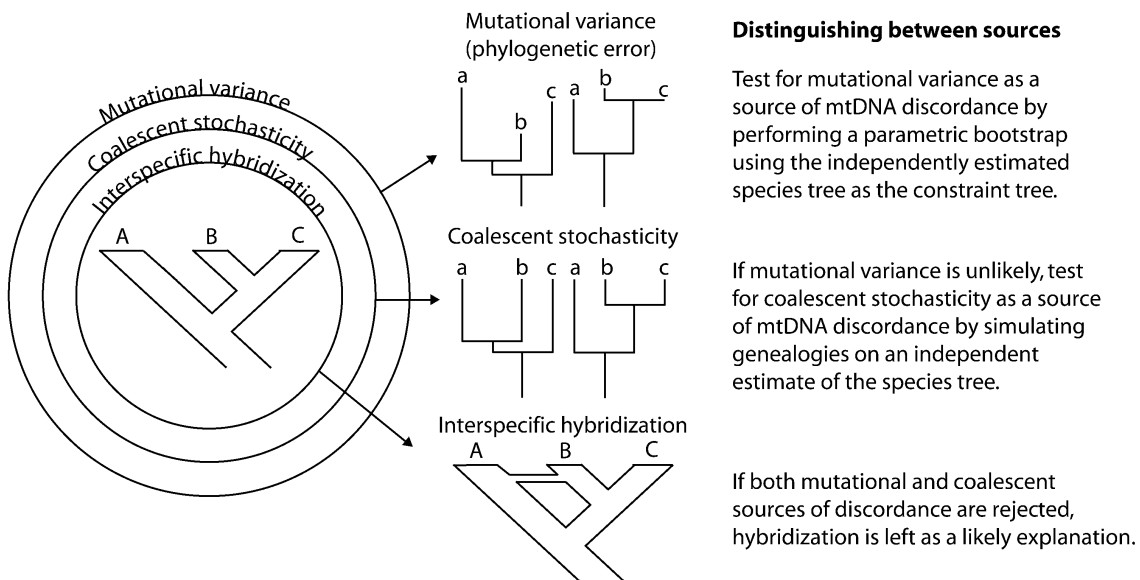 Mutational variance
Coalescent stochasticity
Interspecific hybridization
A B C
Mutational variance
(phylogenetic error)
a b c a b c
Coalescent stochasticity
a b c a b c
Interspecific hybridization
A B C
Distinguishing between sources
Test for mutational variance as a
source of mtDNA discordance by
performing a parametric bootstrap
using the independently estimated
species tree as the constraint tree.
If mutational variance is unlikely, test
for coalescent stochasticity as a source
of mtDNA discordance by simulating
genealogies on an independent
estimate of the species tree.
If both mutational and coalescent
sources of discordance are rejected,
hybridization is left as a likely explanation.